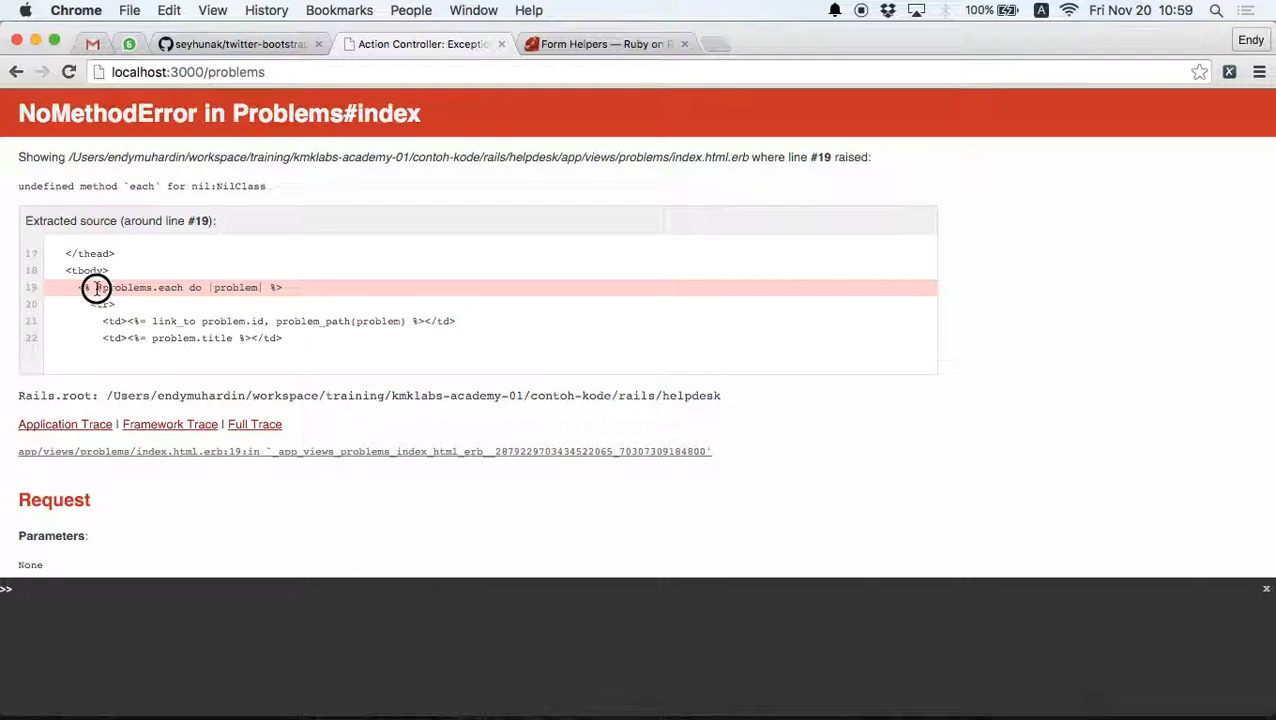 Chrome File Edit View History Bookmarks People Window Help 100% A Fri Nov 20 10:59
seyhunak/twitter-bootstra × Action Controller: Excepti × Form Helpers — Ruby on R × Endy
localhost:3000/problems
NoMethodError in Problems#index
Showing /Users/endymuhardin/workspace/training/kmklabs-academy-01/contoh-kode/rails/helpdesk/app/views/problems/index.html.erb where line #19 raised:
undefined method `each' for nil:NilClass
Extracted source (around line #19):
17 </thead>
18 <tbody>
19 <% @problems.each do |problem| %>
20 <tr>
21 <td><%= link_to problem.id, problem_path(problem) %></td>
22 <td><%= problem.title %></td>
Rails.root: /Users/endymuhardin/workspace/training/kmklabs-academy-01/contoh-kode/rails/helpdesk
Application Trace | Framework Trace | Full Trace
app/views/problems/index.html.erb:19:in `_app_views_problems_index_html_erb__2879229703434522065_70307309184800'
Request
Parameters:
None
>> x